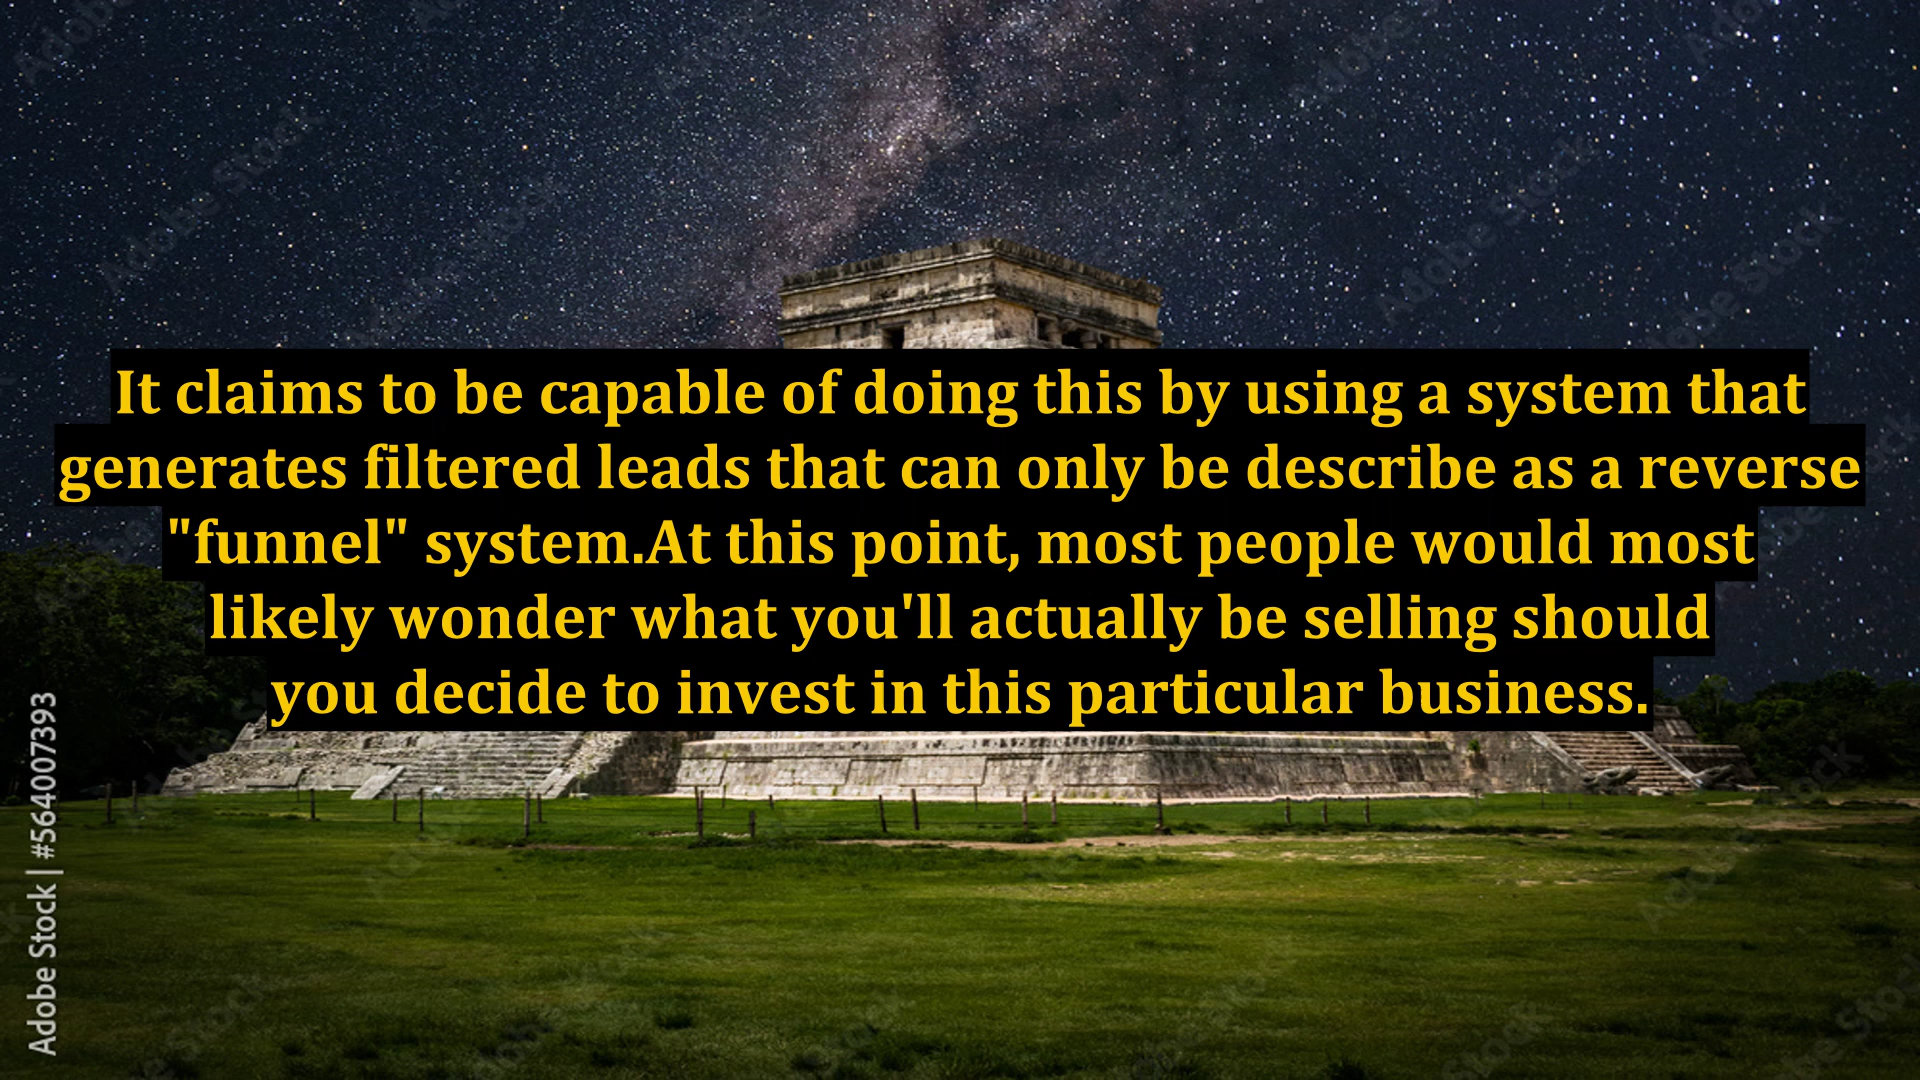 It claims to be capable of doing this by using a system that
generates filtered leads that can only be describe as a reverse
"funnel" system.At this point, most people would most
likely wonder what you'll actually be selling should
you decide to invest in this particular business.
Adobe Stock | #564007393